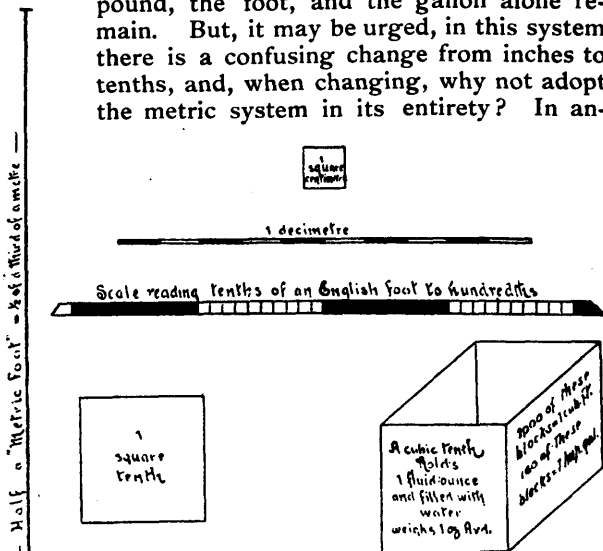 pound, the foot, and the gallon alone re-
main. But, it may be urged, in this system
there is a confusing change from inches to
tenths, and, when changing, why not adopt
the metric system in its entirety? In an-
— Half a "Metric Foot" = ½ of a third of a metre —
1
square
centimetre
1 decimetre
Scale reading tenths of an English foot to hundredths
1
square
tenth
A cubic tenth
holds
1 fluid ounce
and filled with
water
weighs 1 oz Avd.
1000 of these
blocks=1 cub.ft.
160 of these
blocks=1 Imp.gal.